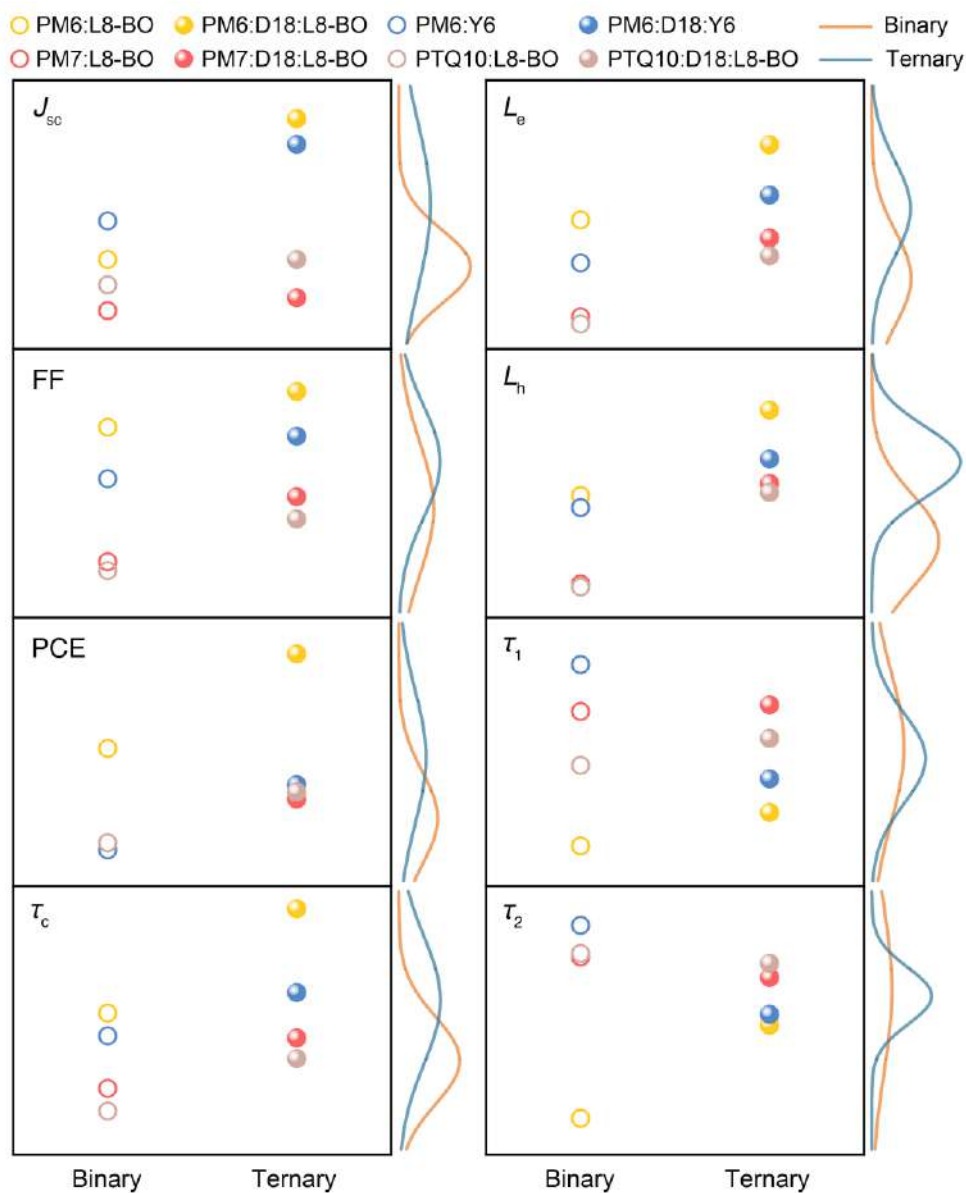 PM6:L8-BO PM6:D18:L8-BO PM6:Y6 PM6:D18:Y6 Binary
PM7:L8-BO PM7:D18:L8-BO PTQ10:L8-BO PTQ10:D18:L8-BO Ternary
Jsc Le
FF Lh
PCE τ1
τc τ2
Binary Ternary Binary Ternary